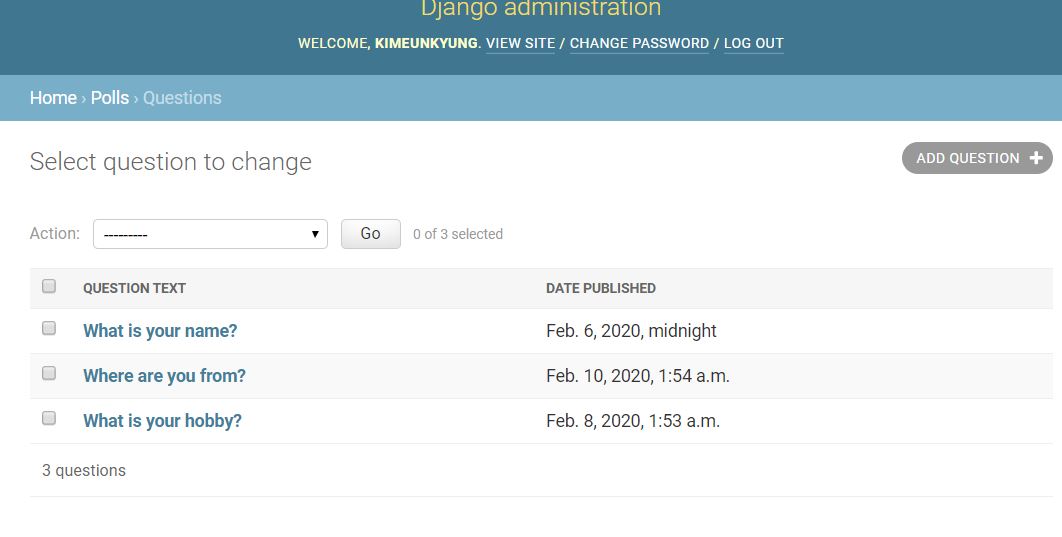 Django administration
WELCOME, KIMEUNKYUNG. VIEW SITE / CHANGE PASSWORD / LOG OUT
Home › Polls › Questions
Select question to change
ADD QUESTION +
Action: --------- Go 0 of 3 selected
QUESTION TEXT DATE PUBLISHED
What is your name? Feb. 6, 2020, midnight
Where are you from? Feb. 10, 2020, 1:54 a.m.
What is your hobby? Feb. 8, 2020, 1:53 a.m.
3 questions